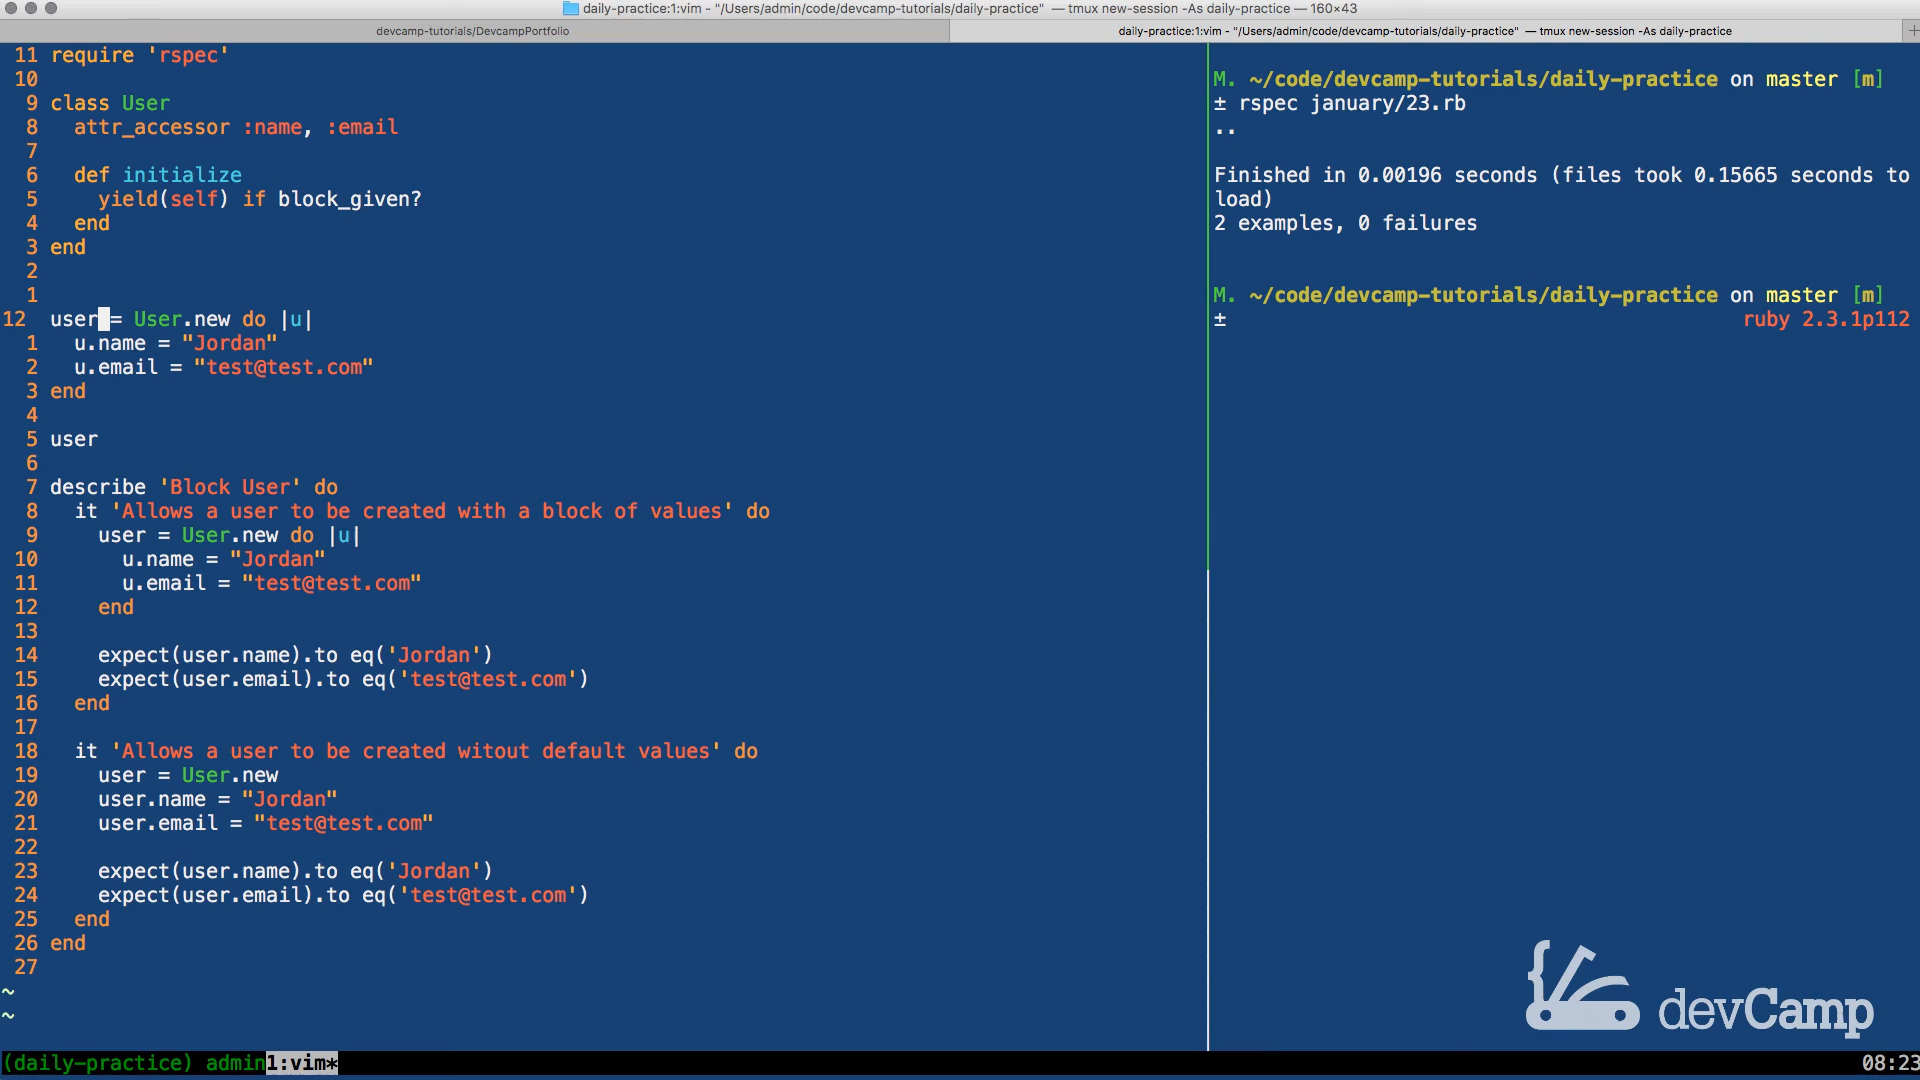 daily-practice:1:vim - "/Users/admin/code/devcamp-tutorials/daily-practice" — tmux new-session -As daily-practice — 160×43
devcamp-tutorials/DevcampPortfolio
daily-practice:1:vim - "/Users/admin/code/devcamp-tutorials/daily-practice" — tmux new-session -As daily-practice
+
11 require 'rspec'
10
9 class User
8   attr_accessor :name, :email
7
6   def initialize
5     yield(self) if block_given?
4   end
3 end
2
1
12 user = User.new do |u|
1   u.name = "Jordan"
2   u.email = "test@test.com"
3 end
4
5 user
6
7 describe 'Block User' do
8   it 'Allows a user to be created with a block of values' do
9     user = User.new do |u|
10       u.name = "Jordan"
11       u.email = "test@test.com"
12     end
13
14     expect(user.name).to eq('Jordan')
15     expect(user.email).to eq('test@test.com')
16   end
17
18   it 'Allows a user to be created witout default values' do
19     user = User.new
20     user.name = "Jordan"
21     user.email = "test@test.com"
22
23     expect(user.name).to eq('Jordan')
24     expect(user.email).to eq('test@test.com')
25   end
26 end
27
~
~
M. ~/code/devcamp-tutorials/daily-practice on master [m]
± rspec january/23.rb
..
Finished in 0.00196 seconds (files took 0.15665 seconds to
load)
2 examples, 0 failures
M. ~/code/devcamp-tutorials/daily-practice on master [m]
± ruby 2.3.1p112
devCamp
(daily-practice) admin1:vim* 08:23